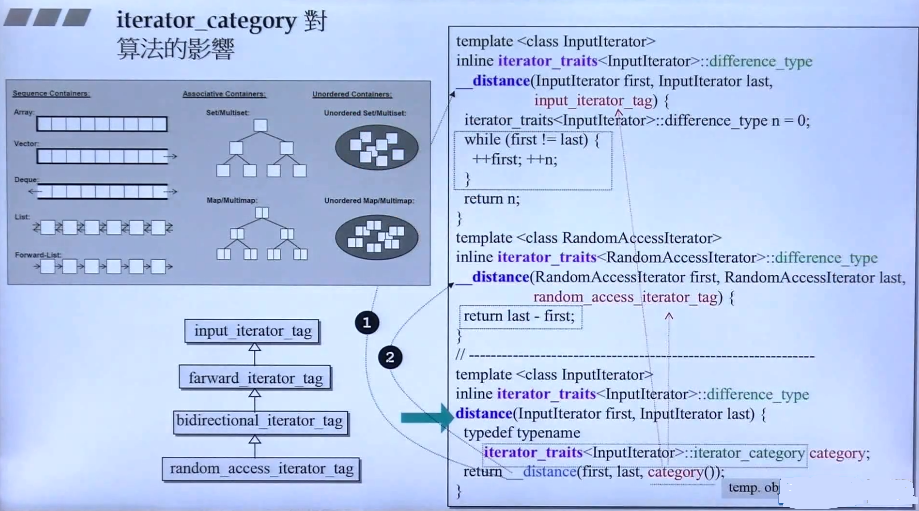 iterator_category 對
算法的影響
Sequence Containers:
Array:
Vector:
Deque:
List:
Forward-List:
Associative Containers:
Set/Multiset:
Map/Multimap:
Unordered Containers:
Unordered Set/Multiset:
Unordered Map/Multimap:
1
2
input_iterator_tag
farward_iterator_tag
bidirectional_iterator_tag
random_access_iterator_tag
template <class InputIterator>
inline iterator_traits<InputIterator>::difference_type
__distance(InputIterator first, InputIterator last,
input_iterator_tag) {
iterator_traits<InputIterator>::difference_type n = 0;
while (first != last) {
++first; ++n;
}
return n;
}
template <class RandomAccessIterator>
inline iterator_traits<RandomAccessIterator>::difference_type
__distance(RandomAccessIterator first, RandomAccessIterator last,
random_access_iterator_tag) {
return last - first;
}
// ------------------------------------------------------------
template <class InputIterator>
inline iterator_traits<InputIterator>::difference_type
distance(InputIterator first, InputIterator last) {
typedef typename
iterator_traits<InputIterator>::iterator_category category;
return __distance(first, last, category());
}
temp. obj